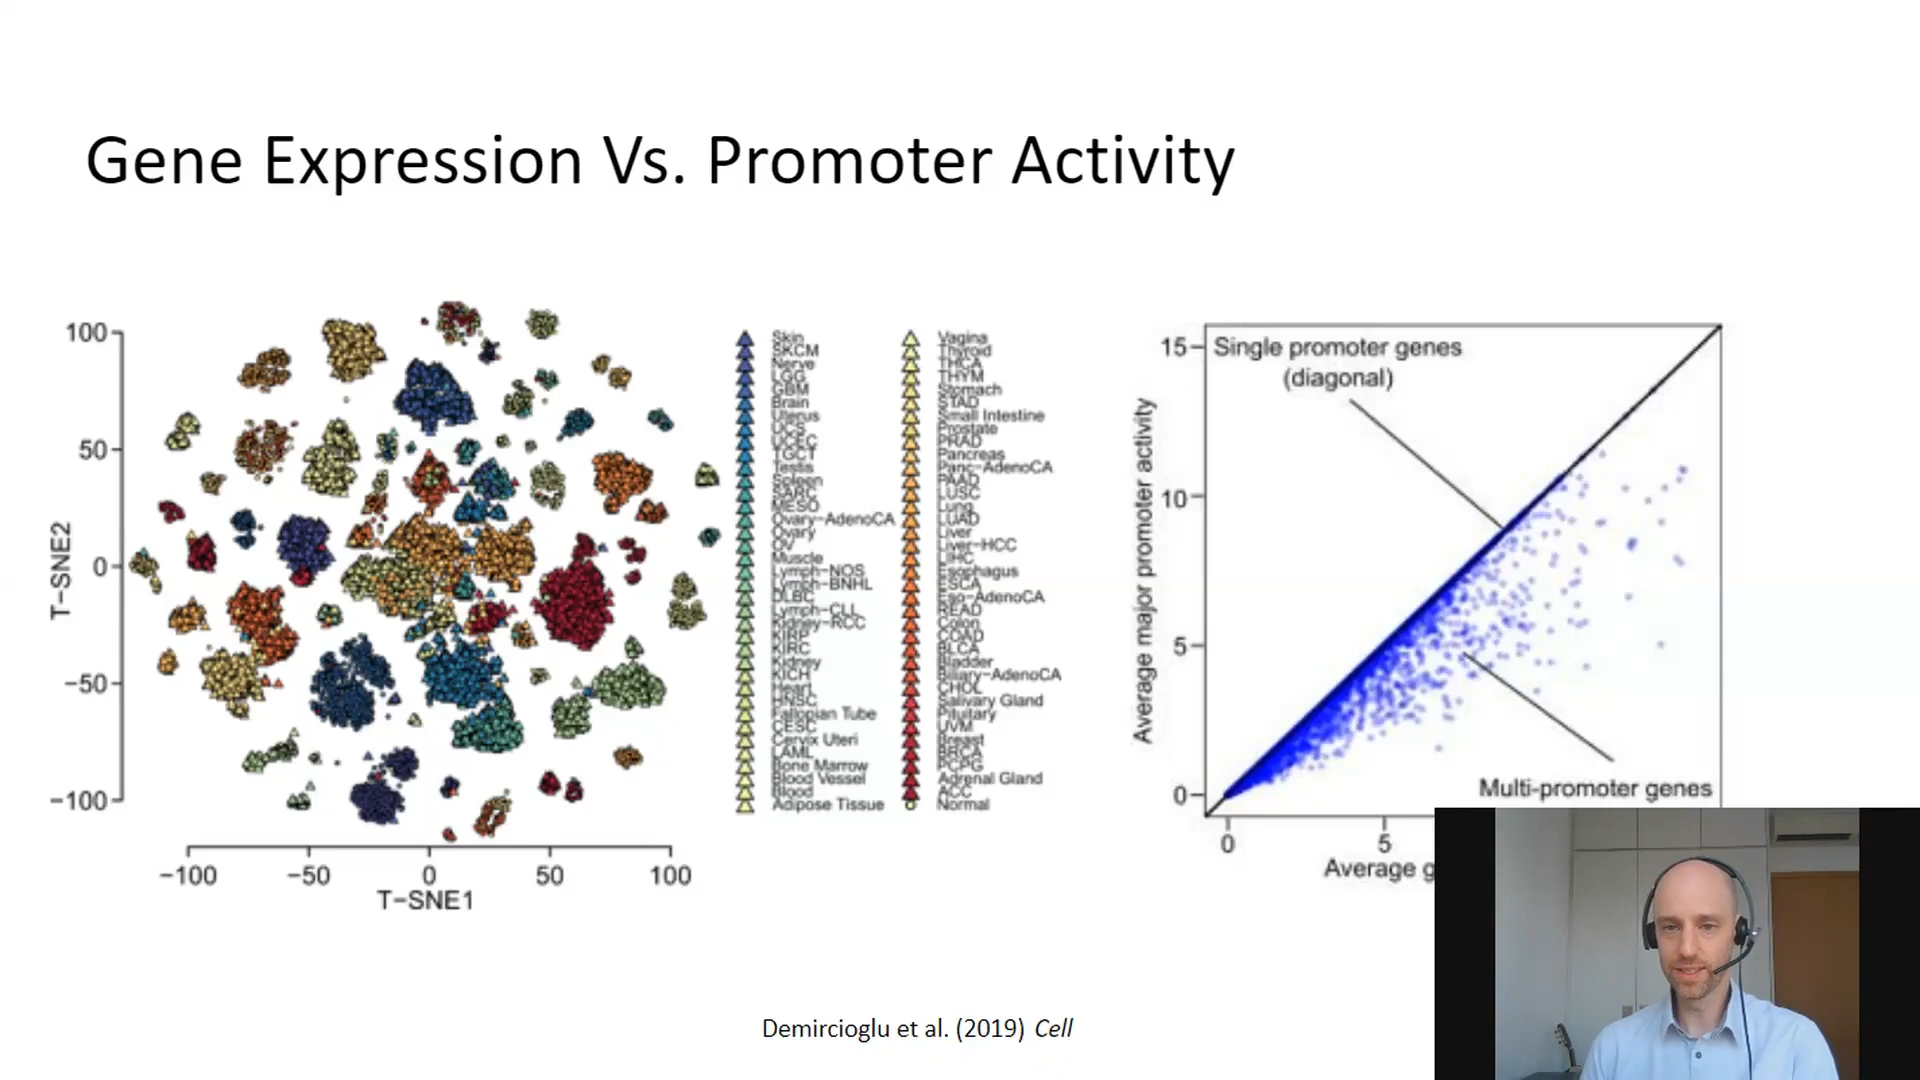 Gene Expression Vs. Promoter Activity
100
50
0
−50
−100
T−SNE2
−100
−50
0
50
100
T−SNE1
Skin
SKCM
Nerve
LGG
GBM
Brain
Uterus
UCS
UCEC
TGCT
Testis
Spleen
SARC
MESO
Ovary−AdenoCA
Ovary
OV
Muscle
Lymph−NOS
Lymph−BNHL
DLBC
Lymph−CLL
Kidney−RCC
KIRP
KIRC
Kidney
KICH
Heart
HNSC
Fallopian Tube
CESC
Cervix Uteri
LAML
Bone Marrow
Blood Vessel
Blood
Adipose Tissue
Vagina
Thyroid
THCA
THYM
Stomach
STAD
Small Intestine
Prostate
PRAD
Pancreas
Panc−AdenoCA
PAAD
LUSC
Lung
LUAD
Liver
Liver−HCC
LIHC
Esophagus
ESCA
Eso−AdenoCA
READ
Colon
COAD
BLCA
Bladder
Biliary−AdenoCA
CHOL
Salivary Gland
Pituitary
UVM
Breast
BRCA
PCPG
Adrenal Gland
ACC
Normal
Average major promoter activity
15
10
5
0
Single promoter genes
(diagonal)
Multi-promoter genes
0
5
Average g
Demircioglu et al. (2019) Cell